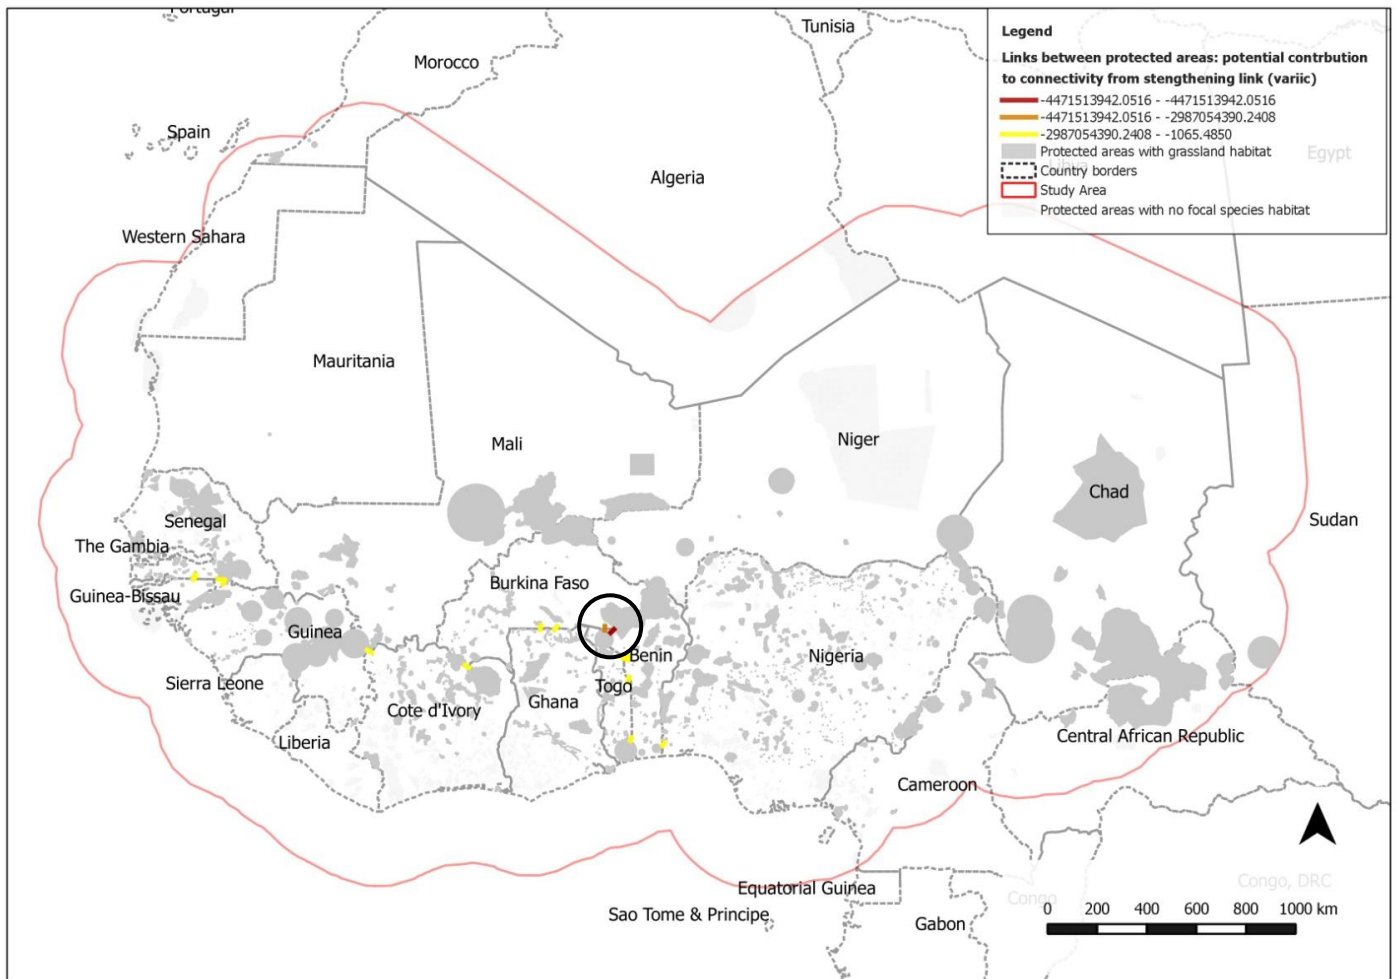 Portugal
Tunisia
Morocco
Legend
Links between protected areas: potential contrbution
to connectivity from stengthening link (variic)
-4471513942.0516 - -4471513942.0516
-4471513942.0516 - -2987054390.2408
-2987054390.2408 - -1065.4850
Protected areas with grassland habitat
Country borders
Study Area
Protected areas with no focal species habitat
Spain
Egypt
Libya
Algeria
Western Sahara
Mauritania
Mali
Niger
Chad
Senegal
Sudan
The Gambia
Burkina Faso
Guinea-Bissau
Guinea
Benin
Nigeria
Sierra Leone
Togo
Ghana
Cote d'Ivory
Liberia
Central African Republic
Cameroon
Equatorial Guinea
Congo, DRC
Congo
Sao Tome & Principe
Gabon
0 200 400 600 800 1000 km